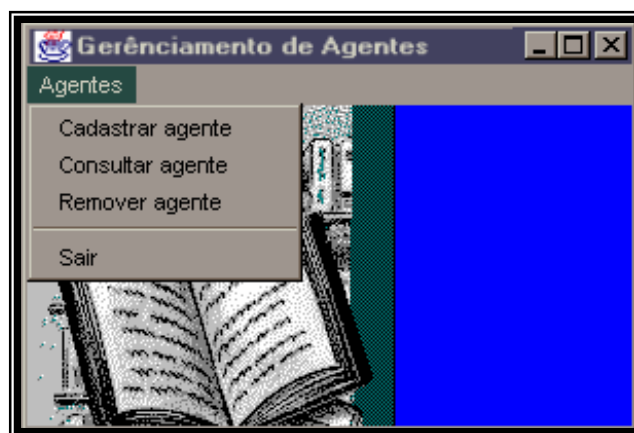 Gerênciamento de Agentes
Agentes
Cadastrar agente
Consultar agente
Remover agente
Sair